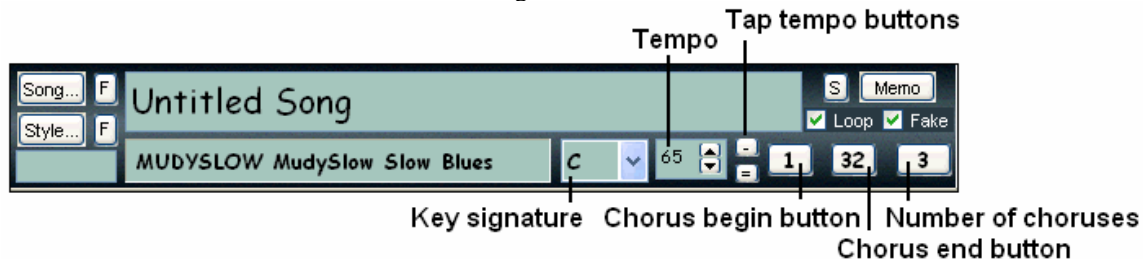 Tap tempo buttons
Tempo
Song... F Untitled Song S Memo
Style... F Loop Fake
MUDYSLOW MudySlow Slow Blues C 65 - = 1 32 3
Key signature Chorus begin button Number of choruses
Chorus end button